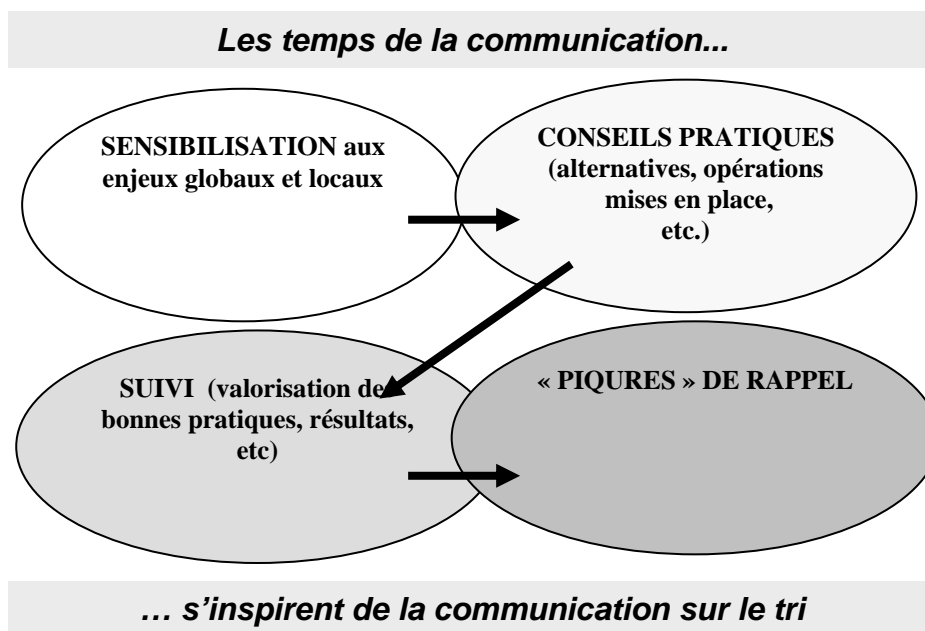 Les temps de la communication...
SENSIBILISATION aux
enjeux globaux et locaux
CONSEILS PRATIQUES
(alternatives, opérations
mises en place,
etc.)
SUIVI (valorisation de
bonnes pratiques, résultats,
etc)
« PIQURES » DE RAPPEL
… s’inspirent de la communication sur le tri